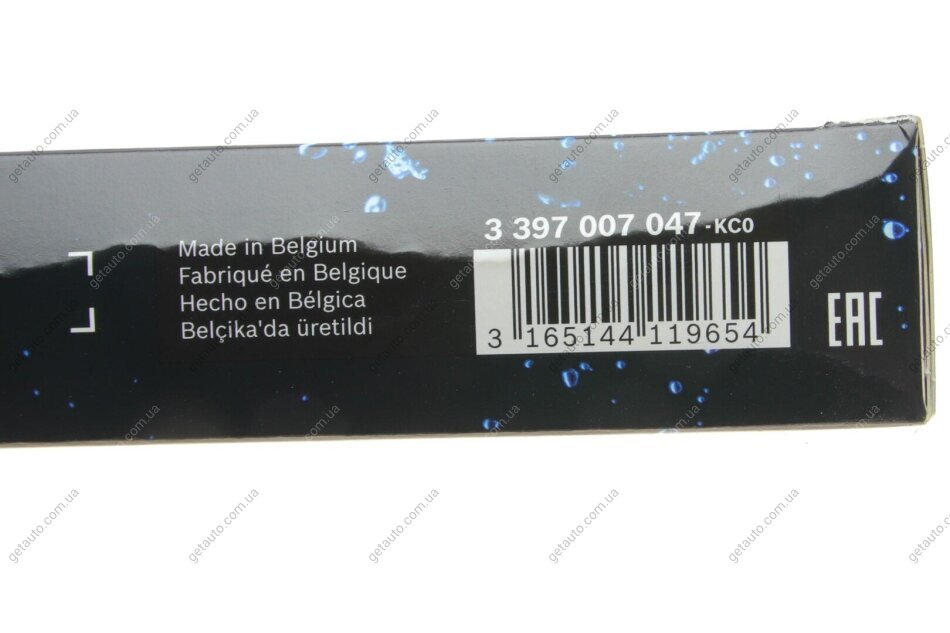 3 397 007 047-KC0
Made in Belgium
Fabriqué en Belgique
Hecho en Bélgica
Belçika'da üretildi
3 165144 119654
EAC
getauto.com.ua